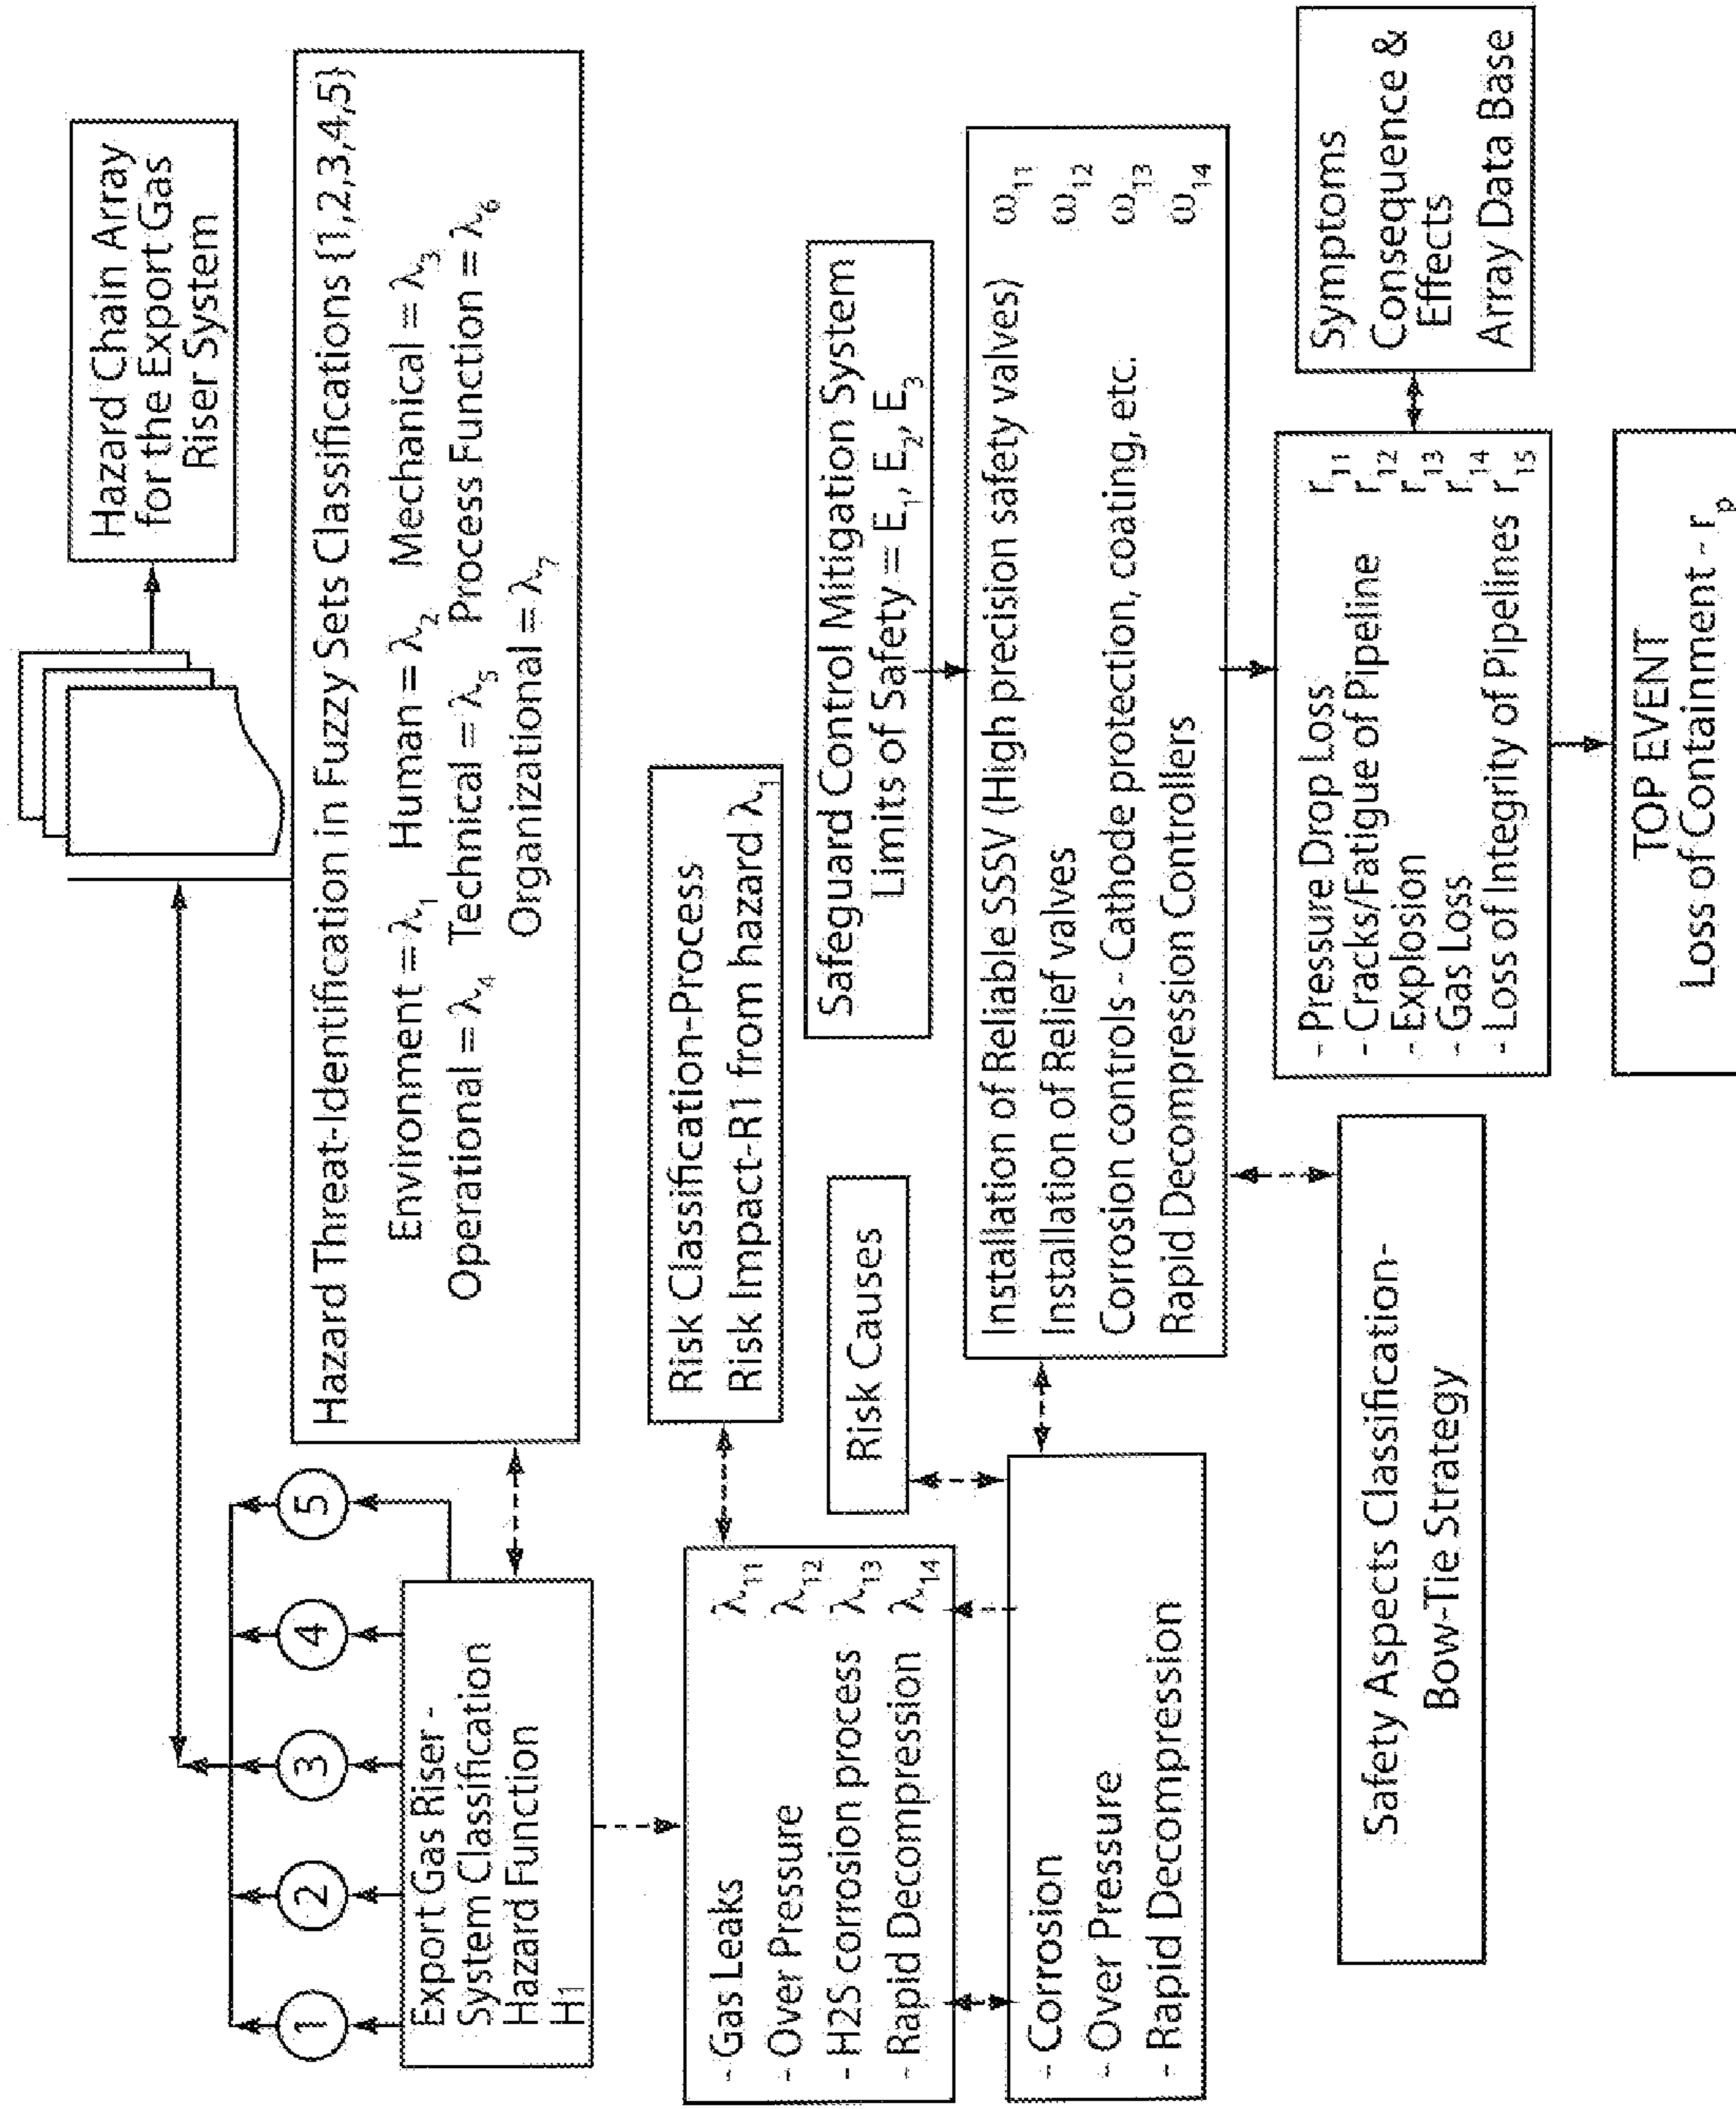 Hazard Chain Array
for the Export Gas
Riser System
1
2
3
4
5
Export Gas Riser -
System Classification
Hazard Function
H1
Hazard Threat-Identification in Fuzzy Sets Classifications {1,2,3,4,5}
Environment = λ₁ Human = λ₂ Mechanical = λ₃
Operational = λ₄ Technical = λ₅ Process Function = λ₆
Organizational = λ₇
- Gas Leaks λ₁₁
- Over Pressure λ₁₂
- H2S corrosion process λ₁₃
- Rapid Decompression λ₁₄
Risk Classification-Process
Risk Impact-R1 from hazard λ₁
Risk Causes
Safeguard Control Mitigation System
Limits of Safety = E₁, E₂, E₃
- Corrosion
- Over Pressure
- Rapid Decompression
Installation of Reliable SSSV (High precision safety valves) ω₁₁
Installation of Relief valves ω₁₂
Corrosion controls - Cathode protection, coating, etc. ω₁₃
Rapid Decompression Controllers ω₁₄
Safety Aspects Classification-
Bow-Tie Strategy
- Pressure Drop Loss r₁₁
- Cracks/Fatigue of Pipeline r₁₂
- Explosion r₁₃
- Gas Loss r₁₄
- Loss of Integrity of Pipelines r₁₅
Symptoms
Consequence &
Effects
Array Data Base
TOP EVENT
Loss of Containment - rₚ